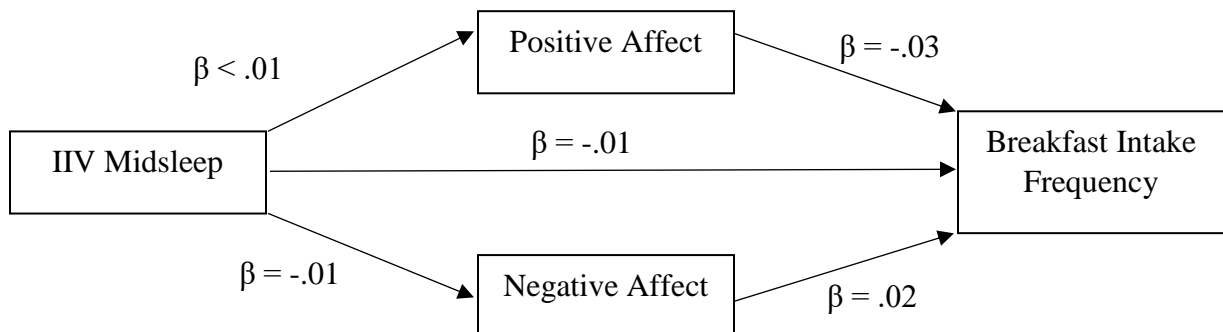 Positive Affect
β < .01
β = -.03
IIV Midsleep
β = -.01
Breakfast Intake
Frequency
β = -.01
Negative Affect
β = .02